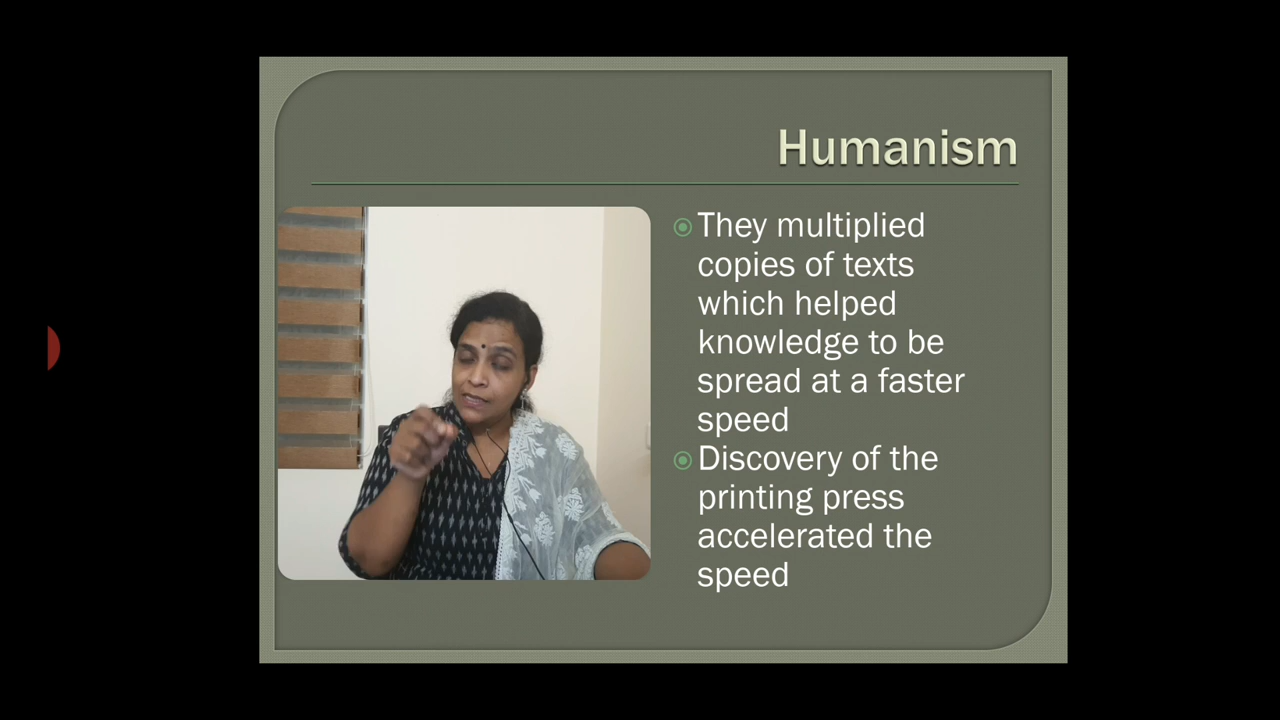 Humanism
They multiplied
copies of texts
which helped
knowledge to be
spread at a faster
speed
Discovery of the
printing press
accelerated the
speed